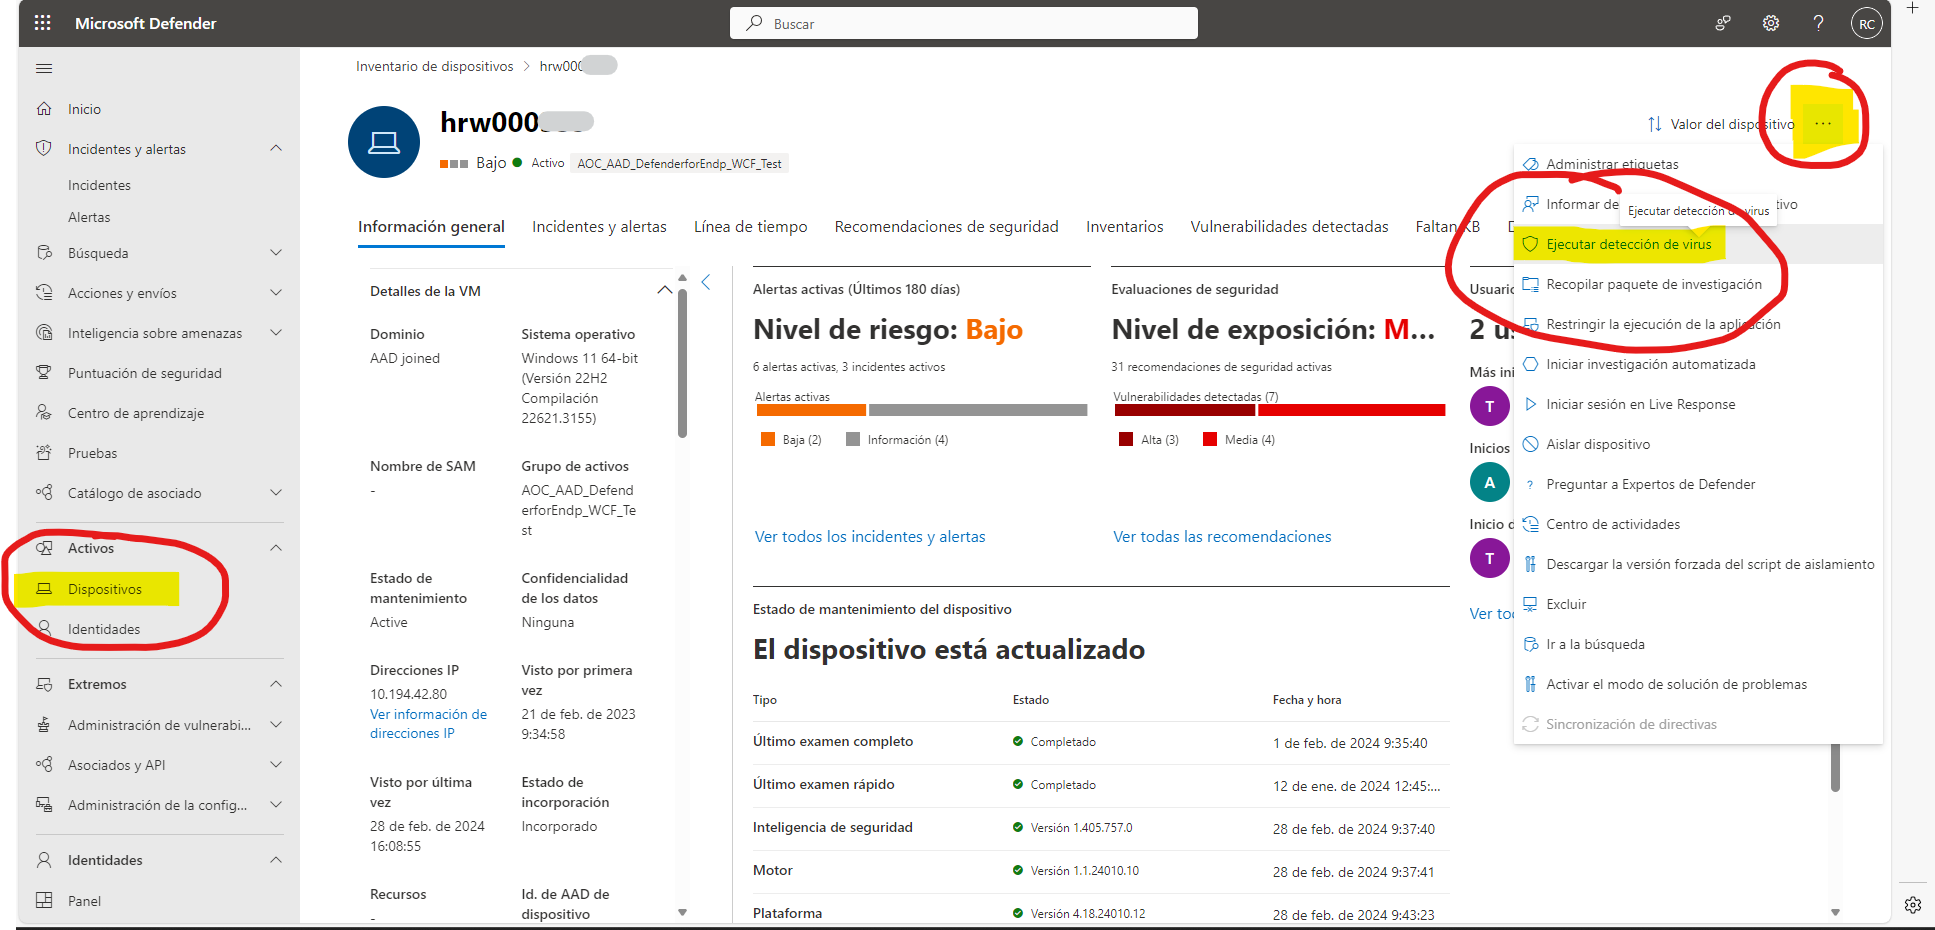 Microsoft Defender
Buscar
RC
Inicio
Incidentes y alertas
Incidentes
Alertas
Búsqueda
Acciones y envíos
Inteligencia sobre amenazas
Puntuación de seguridad
Centro de aprendizaje
Pruebas
Catálogo de asociado
Activos
Dispositivos
Identidades
Extremos
Administración de vulnerabi...
Asociados y API
Administración de la config...
Identidades
Panel
Inventario de dispositivos > hrw000
hrw000
Bajo Activo AOC_AAD_DefenderforEndp_WCF_Test
Valor del dispositivo ...
Información general Incidentes y alertas Línea de tiempo Recomendaciones de seguridad Inventarios Vulnerabilidades detectadas Faltan KB
Detalles de la VM
Dominio
AAD joined
Sistema operativo
Windows 11 64-bit
(Versión 22H2
Compilación
22621.3155)
Nombre de SAM
-
Grupo de activos
AOC_AAD_Defend
erforEndp_WCF_Te
st
Estado de
mantenimiento
Active
Confidencialidad
de los datos
Ninguna
Direcciones IP
10.194.42.80
Ver información de
direcciones IP
Visto por primera
vez
21 de feb. de 2023
9:34:58
Visto por última
vez
28 de feb. de 2024
16:08:55
Estado de
incorporación
Incorporado
Recursos
-
Id. de AAD de
dispositivo
Alertas activas (Últimos 180 días)
Nivel de riesgo: Bajo
6 alertas activas, 3 incidentes activos
Alertas activas
Baja (2) Información (4)
Ver todos los incidentes y alertas
Evaluaciones de seguridad
Nivel de exposición: M...
31 recomendaciones de seguridad activas
Vulnerabilidades detectadas (7)
Alta (3) Media (4)
Ver todas las recomendaciones
Estado de mantenimiento del dispositivo
El dispositivo está actualizado
Tipo Estado Fecha y hora
Último examen completo Completado 1 de feb. de 2024 9:35:40
Último examen rápido Completado 12 de ene. de 2024 12:45:...
Inteligencia de seguridad Versión 1.405.757.0 28 de feb. de 2024 9:37:40
Motor Versión 1.1.24010.10 28 de feb. de 2024 9:37:41
Plataforma Versión 4.18.24010.12 28 de feb. de 2024 9:43:23
Usuari
2 u
Más ini
T
Inicios
A
Inicio
T
Ver to
Administrar etiquetas
Informar de
Ejecutar detección de virus
Ejecutar detección de virus
Recopilar paquete de investigación
Restringir la ejecución de la aplicación
Iniciar investigación automatizada
Iniciar sesión en Live Response
Aislar dispositivo
Preguntar a Expertos de Defender
Centro de actividades
Descargar la versión forzada del script de aislamiento
Excluir
Ir a la búsqueda
Activar el modo de solución de problemas
Sincronización de directivas